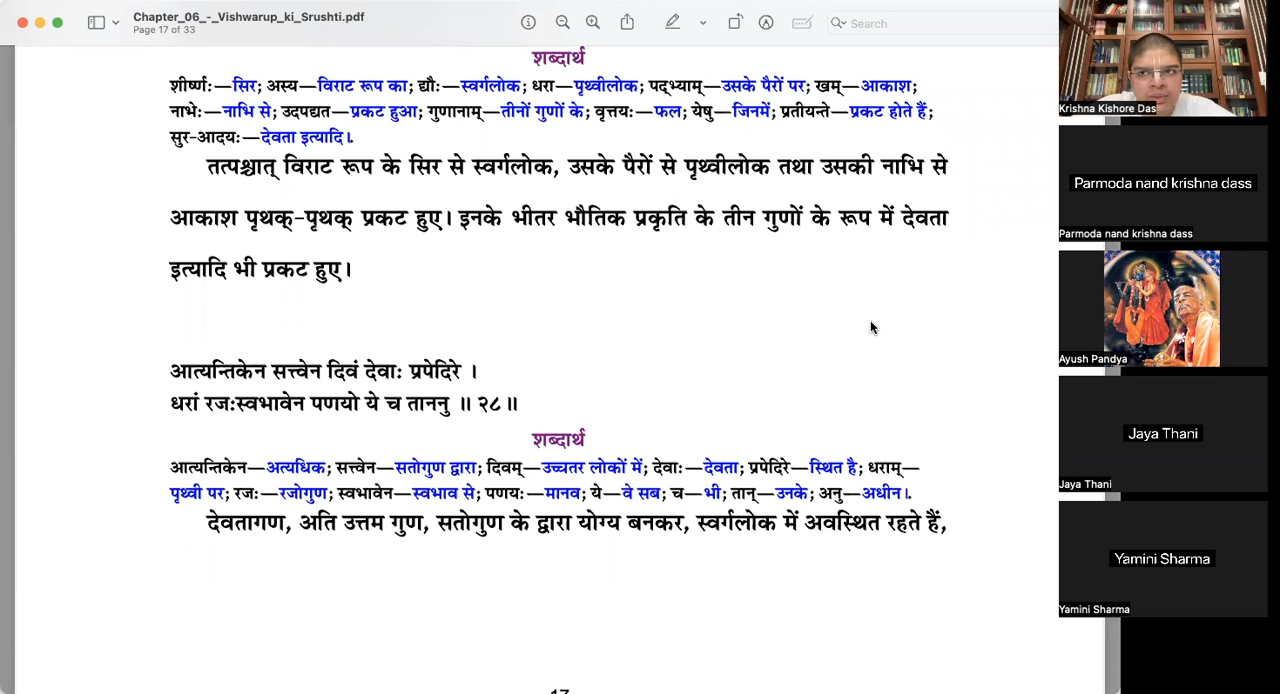 Chapter_06_-_Vishwarup_ki_Srushti.pdf
Page 17 of 33
Search
शब्दार्थ
शीर्ष्णः—सिर; अस्य—विराट रूप का; द्यौः—स्वर्गलोक; धरा—पृथ्वीलोक; पद्भ्याम्—उसके पैरों पर; खम्—आकाश;
नाभेः—नाभि से; उदपद्यत—प्रकट हुआ; गुणानाम्—तीनों गुणों के; वृत्तयः—फल; येषु—जिनमें; प्रतीयन्ते—प्रकट होते हैं;
सुर-आदयः—देवता इत्यादि।.
तत्पश्चात् विराट रूप के सिर से स्वर्गलोक, उसके पैरों से पृथ्वीलोक तथा उसकी नाभि से
आकाश पृथक्-पृथक् प्रकट हुए। इनके भीतर भौतिक प्रकृति के तीन गुणों के रूप में देवता
इत्यादि भी प्रकट हुए।
आत्यन्तिकेन सत्त्वेन दिवं देवाः प्रपेदिरे ।
धरां रजःस्वभावेन पणयो ये च ताननु ॥ २८॥
शब्दार्थ
आत्यन्तिकेन—अत्यधिक; सत्त्वेन—सतोगुण द्वारा; दिवम्—उच्चतर लोकों में; देवाः—देवता; प्रपेदिरे—स्थित है; धराम्—
पृथ्वी पर; रजः—रजोगुण; स्वभावेन—स्वभाव से; पणयः—मानव; ये—वे सब; च—भी; तान्—उनके; अनु—अधीन।.
देवतागण, अति उत्तम गुण, सतोगुण के द्वारा योग्य बनकर, स्वर्गलोक में अवस्थित रहते हैं,
17
Krishna Kishore Das
Parmoda nand krishna dass
Parmoda nand krishna dass
Ayush Pandya
Jaya Thani
Jaya Thani
Yamini Sharma
Yamini Sharma